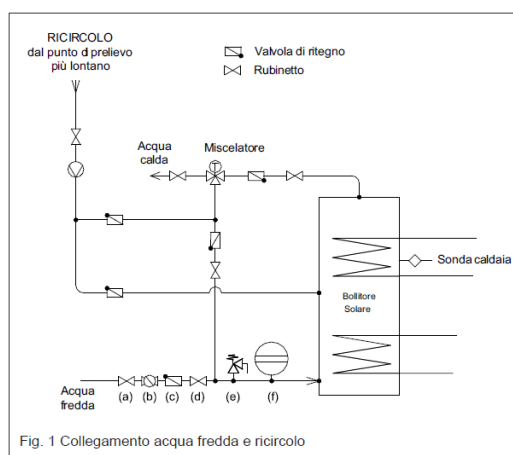 RICIRCOLO
dal punto di prelievo
più lontano
Valvola di ritegno
Rubinetto
Acqua
calda
Miscelatore
T
Sonda caldaia
Bollitore
Solare
Acqua
fredda
(a) (b) (c) (d) (e) (f)
Fig. 1 Collegamento acqua fredda e ricircolo